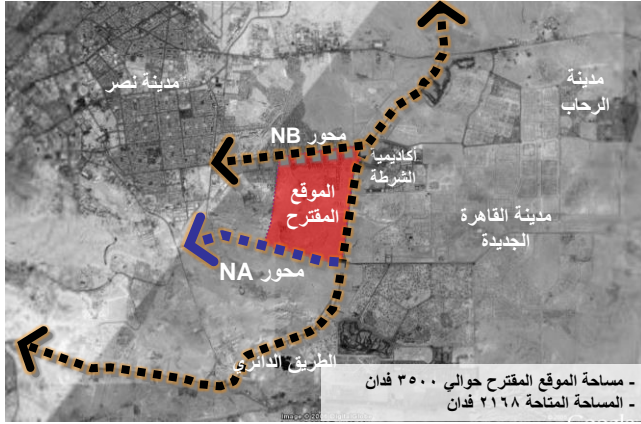 مدينة نصر
مدينة
الرحاب
محور NB
أكاديمية
الشرطة
الموقع
المقترح
مدينة القاهرة
الجديدة
محور NA
الطريق الدائري
- مساحة الموقع المقترح حوالي ٣٥٠٠ فدان
- المساحة المتاحة ٢١٦٨ فدان